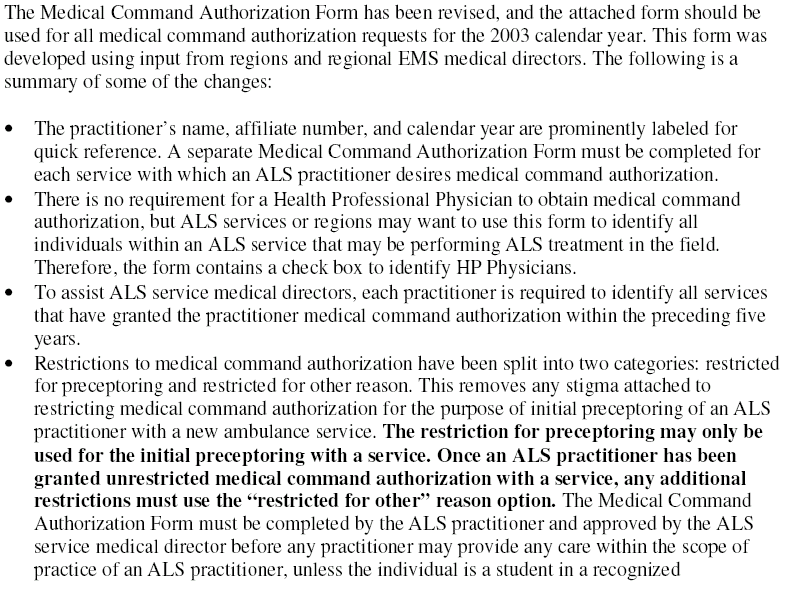 The Medical Command Authorization Form has been revised, and the attached form should be
used for all medical command authorization requests for the 2003 calendar year. This form was
developed using input from regions and regional EMS medical directors. The following is a
summary of some of the changes:
• The practitioner's name, affiliate number, and calendar year are prominently labeled for
quick reference. A separate Medical Command Authorization Form must be completed for
each service with which an ALS practitioner desires medical command authorization.
• There is no requirement for a Health Professional Physician to obtain medical command
authorization, but ALS services or regions may want to use this form to identify all
individuals within an ALS service that may be performing ALS treatment in the field.
Therefore, the form contains a check box to identify HP Physicians.
• To assist ALS service medical directors, each practitioner is required to identify all services
that have granted the practitioner medical command authorization within the preceding five
years.
• Restrictions to medical command authorization have been split into two categories: restricted
for preceptoring and restricted for other reason. This removes any stigma attached to
restricting medical command authorization for the purpose of initial preceptoring of an ALS
practitioner with a new ambulance service. The restriction for preceptoring may only be
used for the initial preceptoring with a service. Once an ALS practitioner has been
granted unrestricted medical command authorization with a service, any additional
restrictions must use the “restricted for other” reason option. The Medical Command
Authorization Form must be completed by the ALS practitioner and approved by the ALS
service medical director before any practitioner may provide any care within the scope of
practice of an ALS practitioner, unless the individual is a student in a recognized